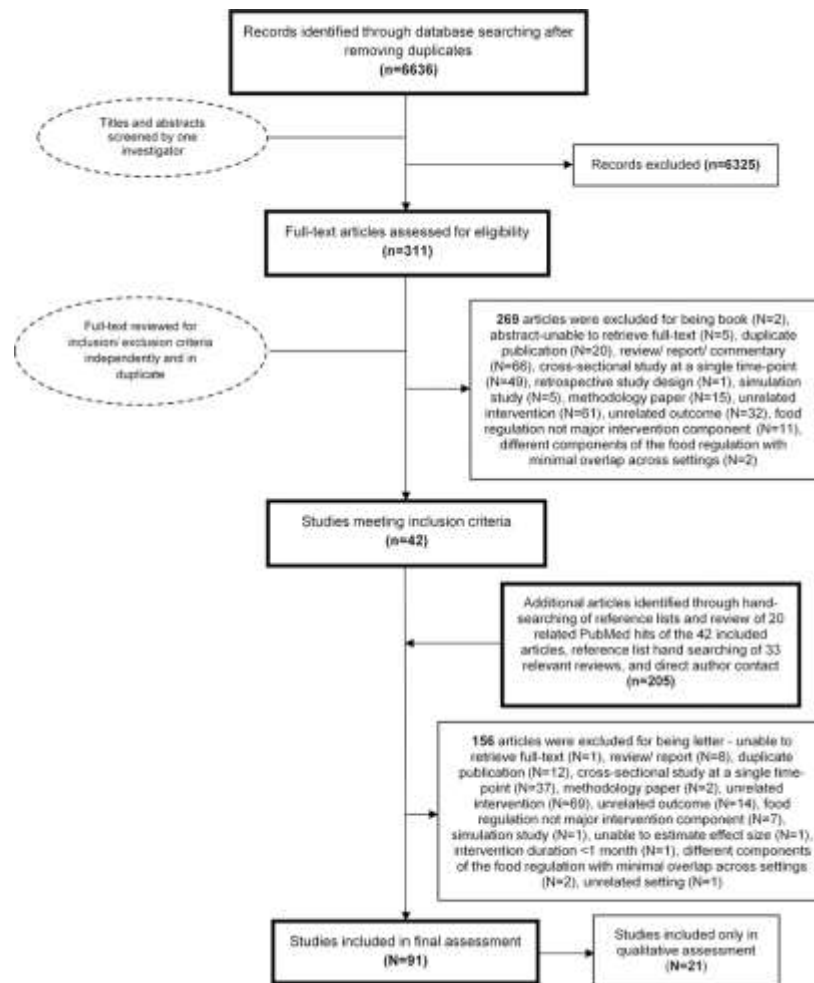 Records identified through database searching after
removing duplicates
(n=6636)
Titles and abstracts
screened by one
investigator
Records excluded (n=6325)
Full-text articles assessed for eligibility
(n=311)
Full-text reviewed for
inclusion/ exclusion criteria
independently and in
duplicate
269 articles were excluded for being book (N=2),
abstract-unable to retrieve full-text (N=5), duplicate
publication (N=20), review/ report/ commentary
(N=66), cross-sectional study at a single time-point
(N=49), retrospective study design (N=1), simulation
study (N=5), methodology paper (N=15), unrelated
intervention (N=61), unrelated outcome (N=32), food
regulation not major intervention component (N=11),
different components of the food regulation with
minimal overlap across settings (N=2)
Studies meeting inclusion criteria
(n=42)
Additional articles identified through hand-
searching of reference lists and review of 20
related PubMed hits of the 42 included
articles, reference list hand searching of 33
relevant reviews, and direct author contact
(n=205)
156 articles were excluded for being letter - unable to
retrieve full-text (N=1), review/ report (N=8), duplicate
publication (N=12), cross-sectional study at a single time-
point (N=37), methodology paper (N=2), unrelated
intervention (N=69), unrelated outcome (N=14), food
regulation not major intervention component (N=7),
simulation study (N=1), unable to estimate effect size (N=1),
intervention duration <1 month (N=1), different components
of the food regulation with minimal overlap across settings
(N=2), unrelated setting (N=1)
Studies included in final assessment
(N=91)
Studies included only in
qualitative assessment
(N=21)